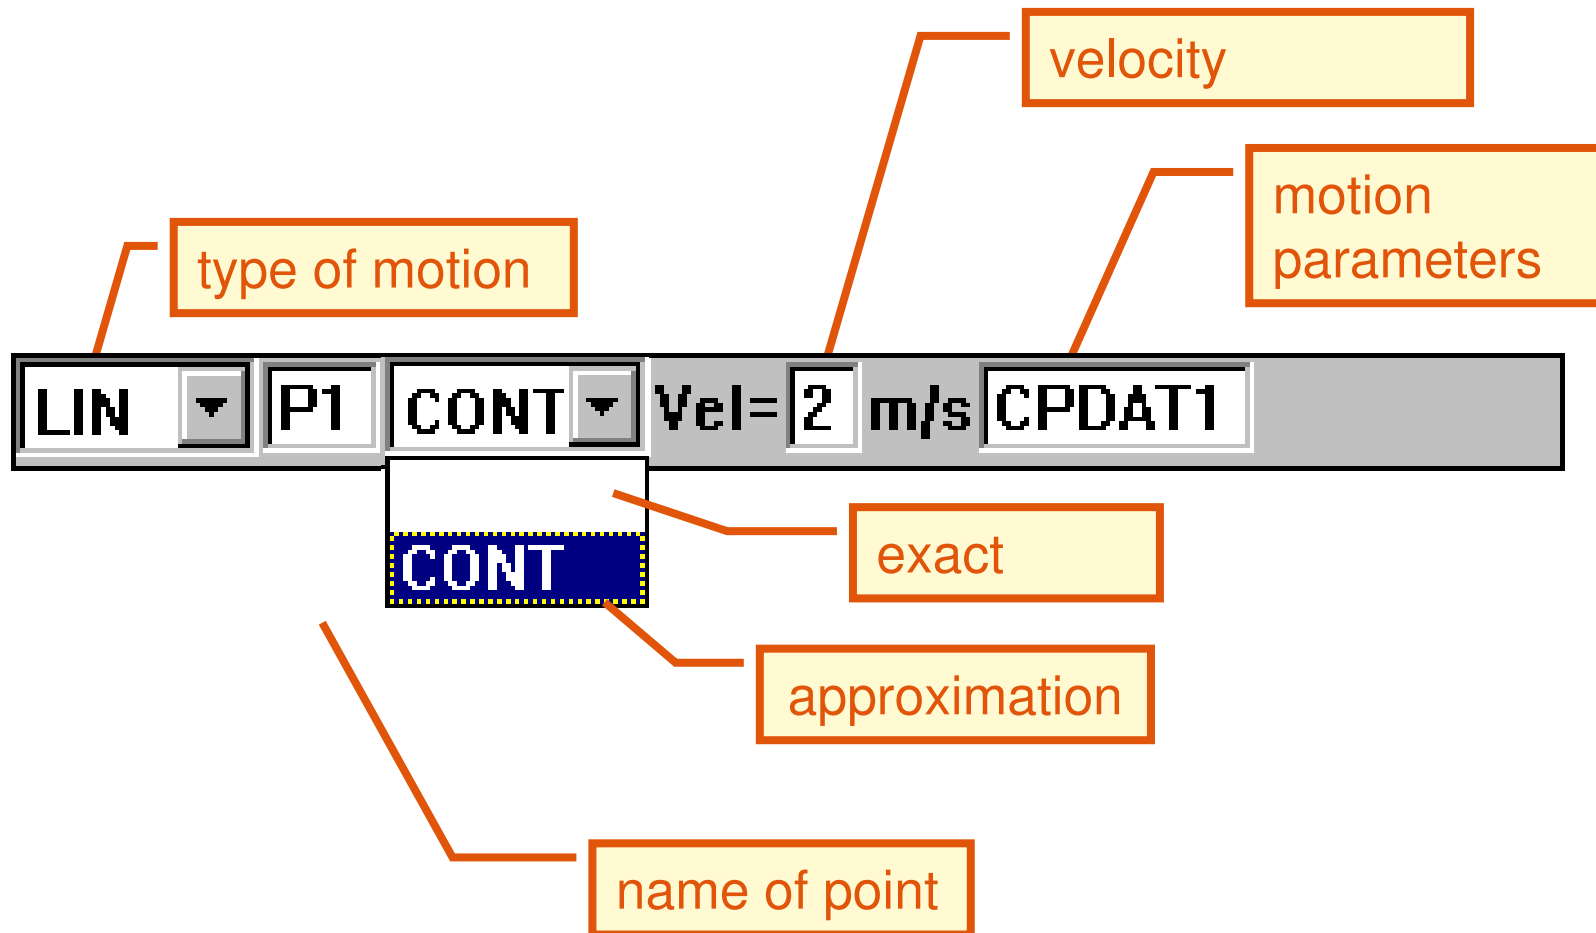 velocity
motion
parameters
type of motion
LIN P1 CONT Vel= 2 m/s CPDAT1
CONT
exact
approximation
name of point